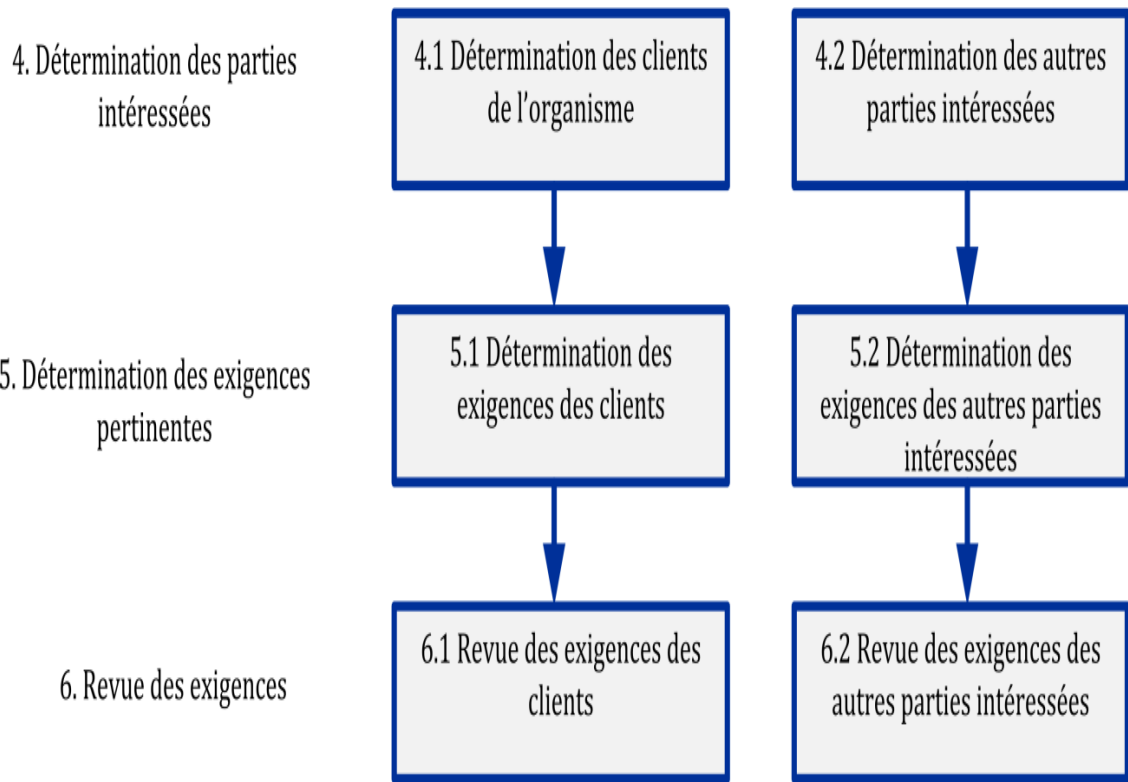 4. Détermination des parties
intéressées
4.1 Détermination des clients
de l’organisme
4.2 Détermination des autres
parties intéressées
5. Détermination des exigences
pertinentes
5.1 Détermination des
exigences des clients
5.2 Détermination des
exigences des autres parties
intéressées
6. Revue des exigences
6.1 Revue des exigences des
clients
6.2 Revue des exigences des
autres parties intéressées